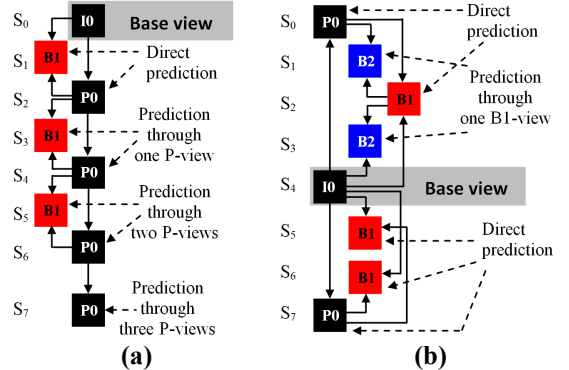 S0
I0
Base view
S1
B1
Direct
prediction
S2
P0
S3
B1
Prediction
through
one P-view
S4
P0
S5
B1
Prediction
through
two P-views
S6
P0
S7
P0
Prediction
through
three P-views
(a)
S0
P0
Direct
prediction
S1
B2
S2
B1
Prediction
through
one B1-view
S3
B2
S4
I0
Base view
S5
B1
Direct
prediction
S6
B1
S7
P0
(b)